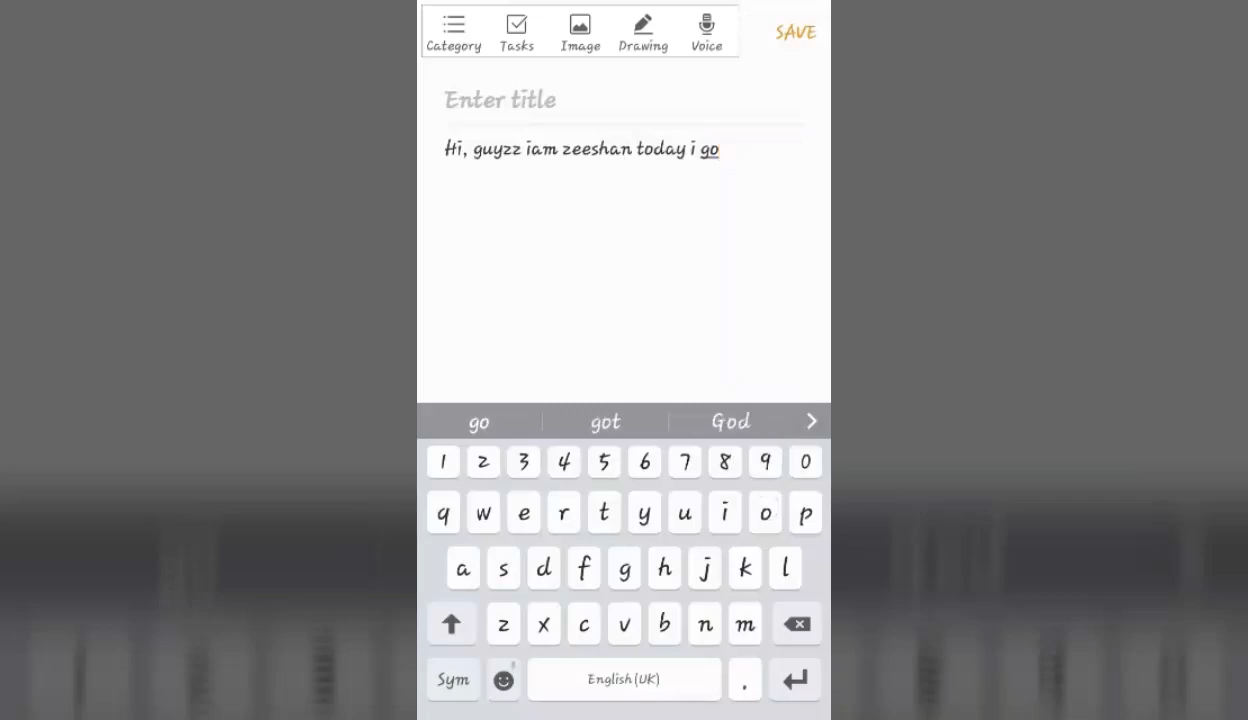 Category Tasks Image Drawing Voice SAVE
Enter title
Hi, guyzz iam zeeshan today i go
go got God
1 2 3 4 5 6 7 8 9 0
q w e r t y u i o p
a s d f g h j k l
z x c v b n m
Sym English(UK) .